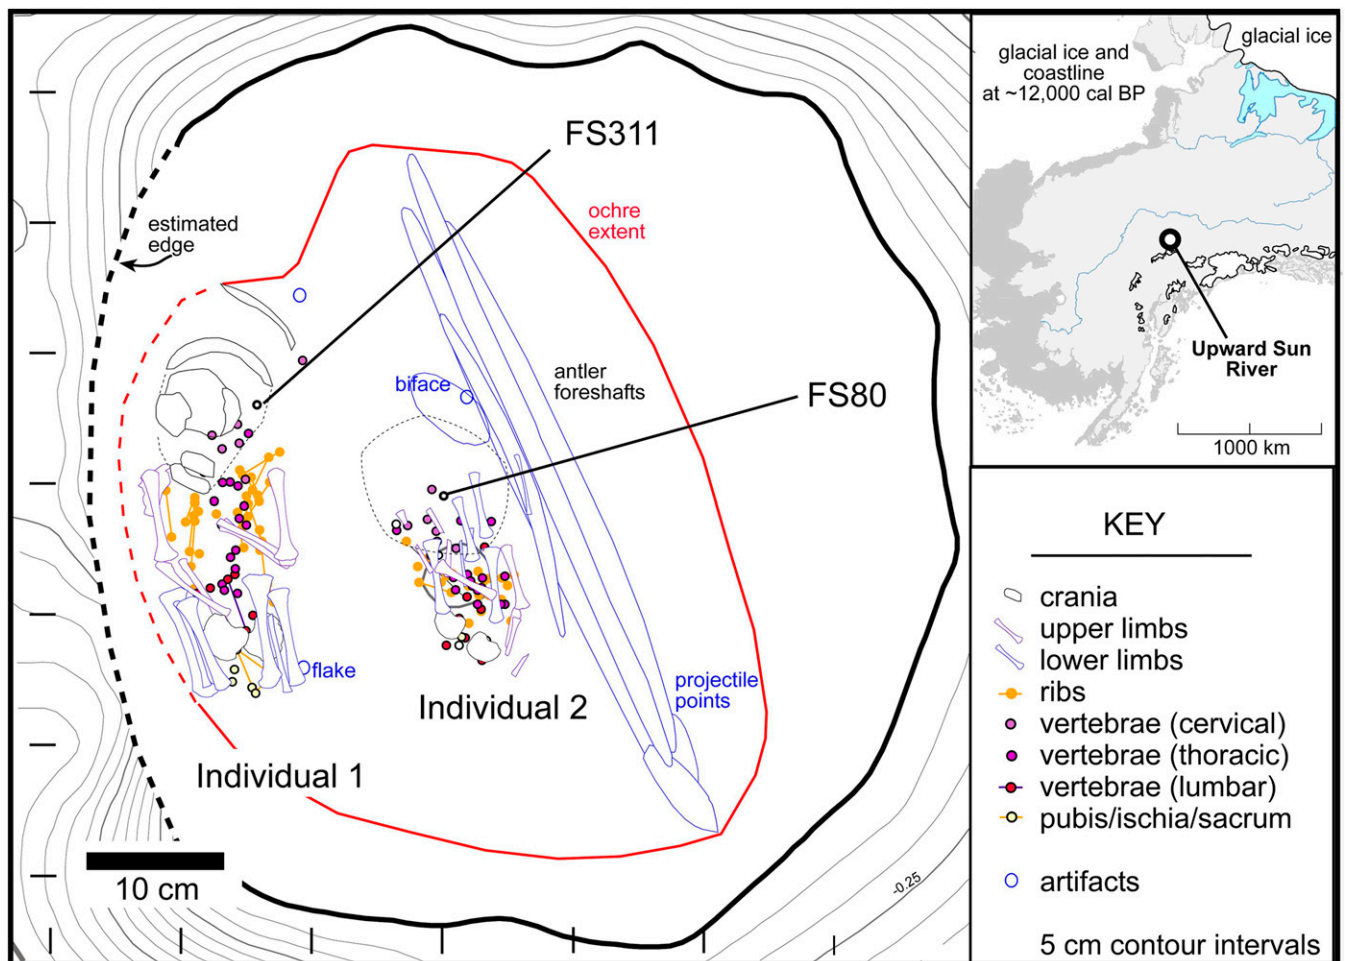 FS311
estimated
edge
ochre
extent
biface
antler
foreshafts
FS80
flake
projectile
points
Individual 2
Individual 1
10 cm
-0.25
glacial ice and
coastline
at ~12,000 cal BP
glacial ice
Upward Sun
River
1000 km
KEY
crania
upper limbs
lower limbs
ribs
vertebrae (cervical)
vertebrae (thoracic)
vertebrae (lumbar)
pubis/ischia/sacrum
artifacts
5 cm contour intervals